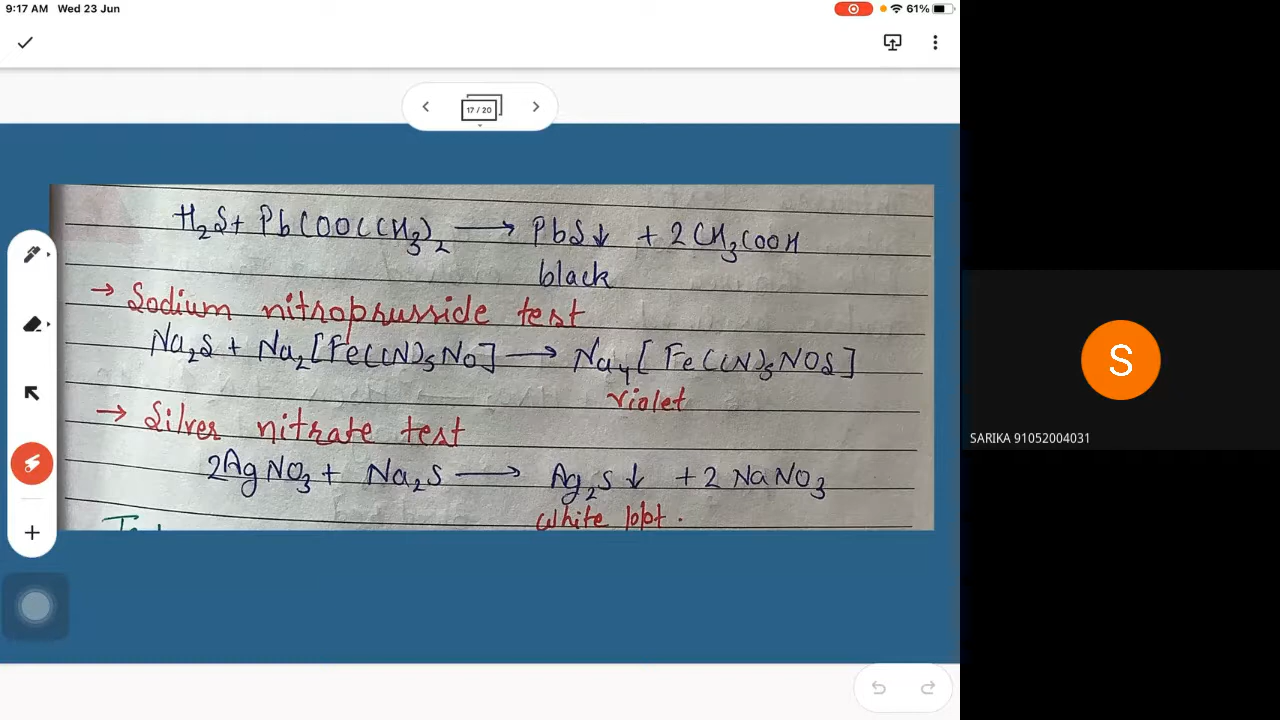 9:17 AM Wed 23 Jun
61%
17 / 20
H2S + PbCOOC(CH3)2 → PbS↓ + 2CH3COOH
black
→ Sodium nitroprusside test
Na2S + Na2[Fe(CN)5NO] → Na4[Fe(CN)5NOS]
violet
→ Silver nitrate test
2AgNO3 + Na2S → Ag2S↓ + 2NaNO3
white ppt.
S
SARIKA 91052004031